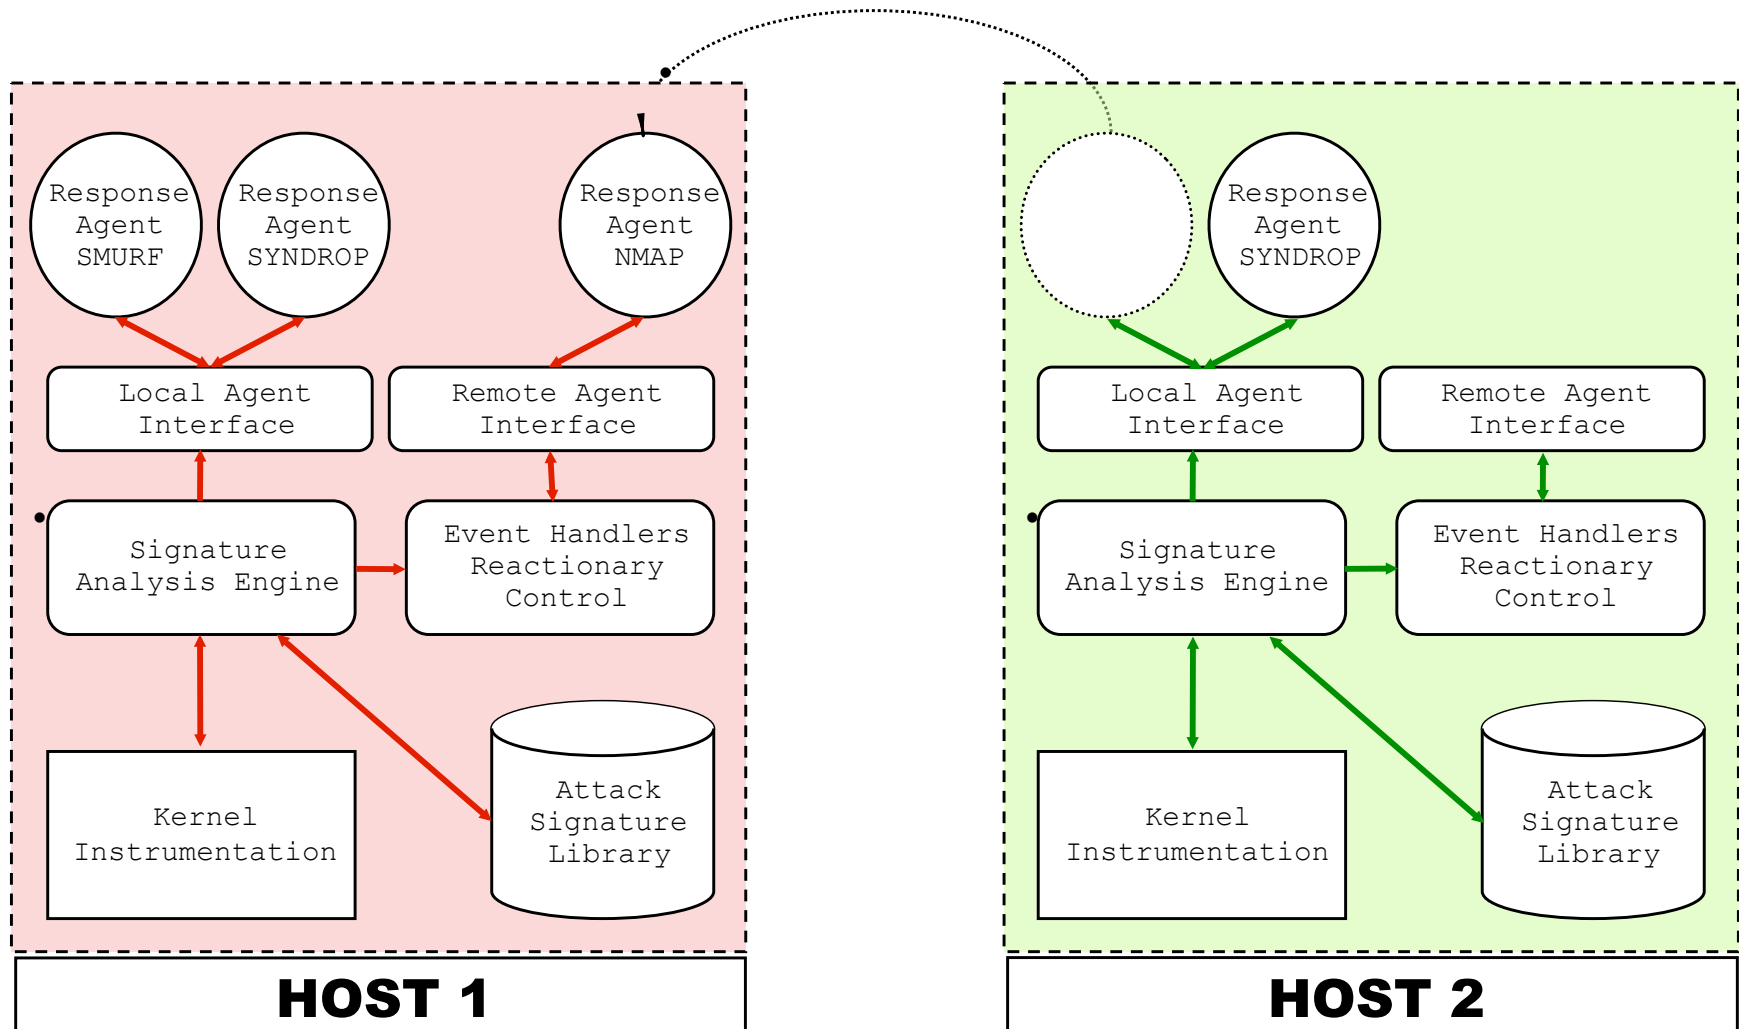 Response
Agent
SMURF
Response
Agent
SYNDROP
Response
Agent
NMAP
Local Agent
Interface
Remote Agent
Interface
Signature
Analysis Engine
Event Handlers
Reactionary
Control
Kernel
Instrumentation
Attack
Signature
Library
HOST 1
Response
Agent
SYNDROP
Local Agent
Interface
Remote Agent
Interface
Signature
Analysis Engine
Event Handlers
Reactionary
Control
Kernel
Instrumentation
Attack
Signature
Library
HOST 2